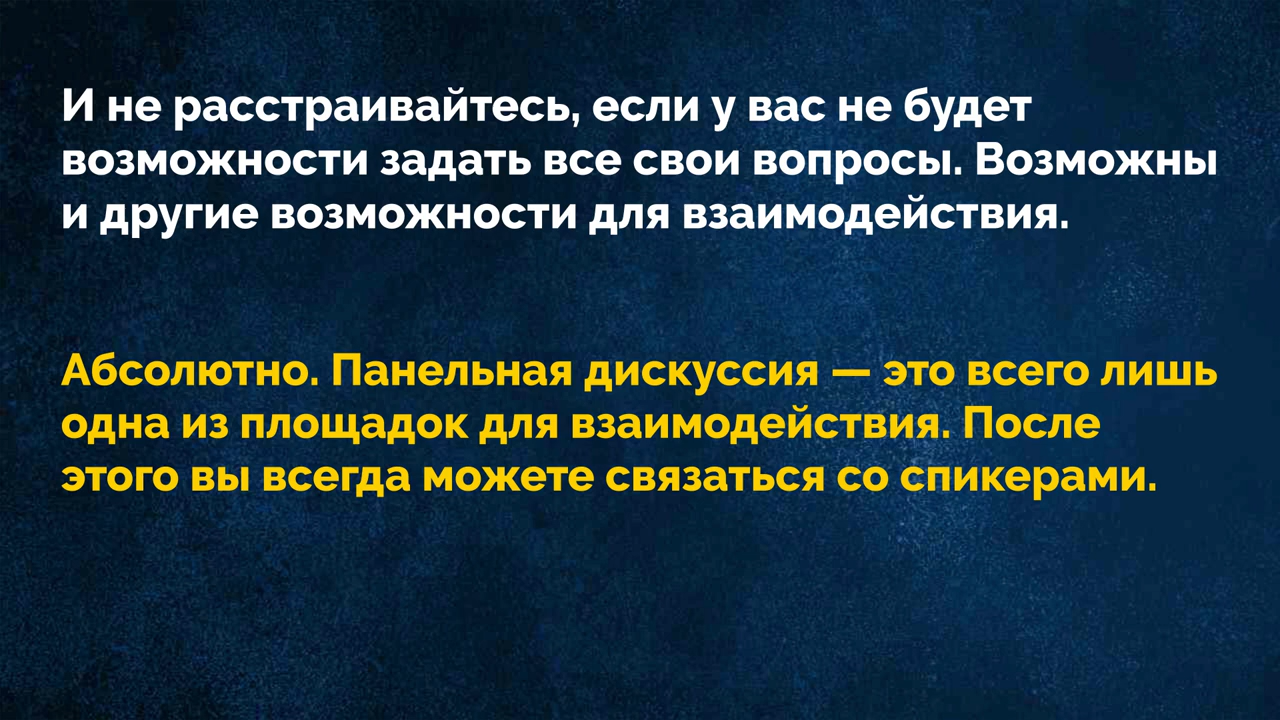 И не расстраивайтесь, если у вас не будет
возможности задать все свои вопросы. Возможны
и другие возможности для взаимодействия.
Абсолютно. Панельная дискуссия — это всего лишь
одна из площадок для взаимодействия. После
этого вы всегда можете связаться со спикерами.